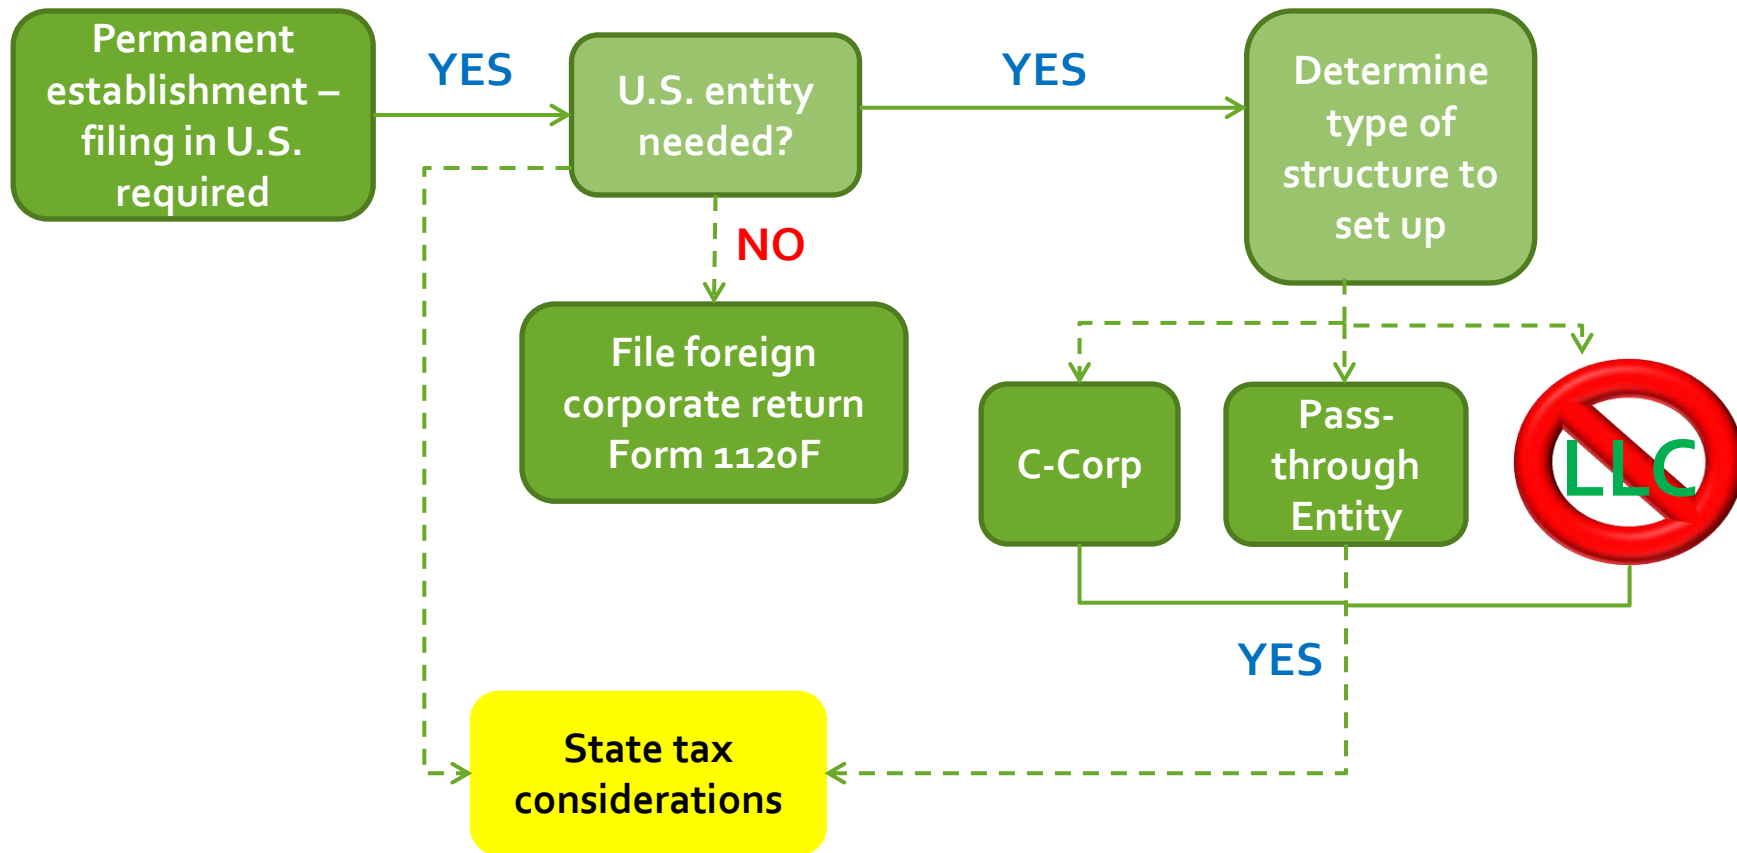 Permanent
establishment –
filing in U.S.
required
YES
U.S. entity
needed?
YES
Determine
type of
structure to
set up
NO
File foreign
corporate return
Form 1120F
C-Corp
Pass-
through
Entity
LLC
YES
State tax
considerations